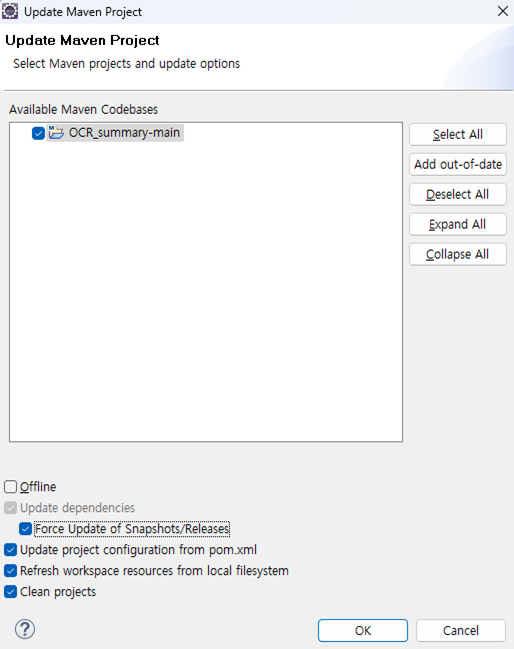 Update Maven Project
Update Maven Project
Select Maven projects and update options
Available Maven Codebases
OCR_summary-main
Select All
Add out-of-date
Deselect All
Expand All
Collapse All
Offline
Update dependencies
Force Update of Snapshots/Releases
Update project configuration from pom.xml
Refresh workspace resources from local filesystem
Clean projects
OK
Cancel